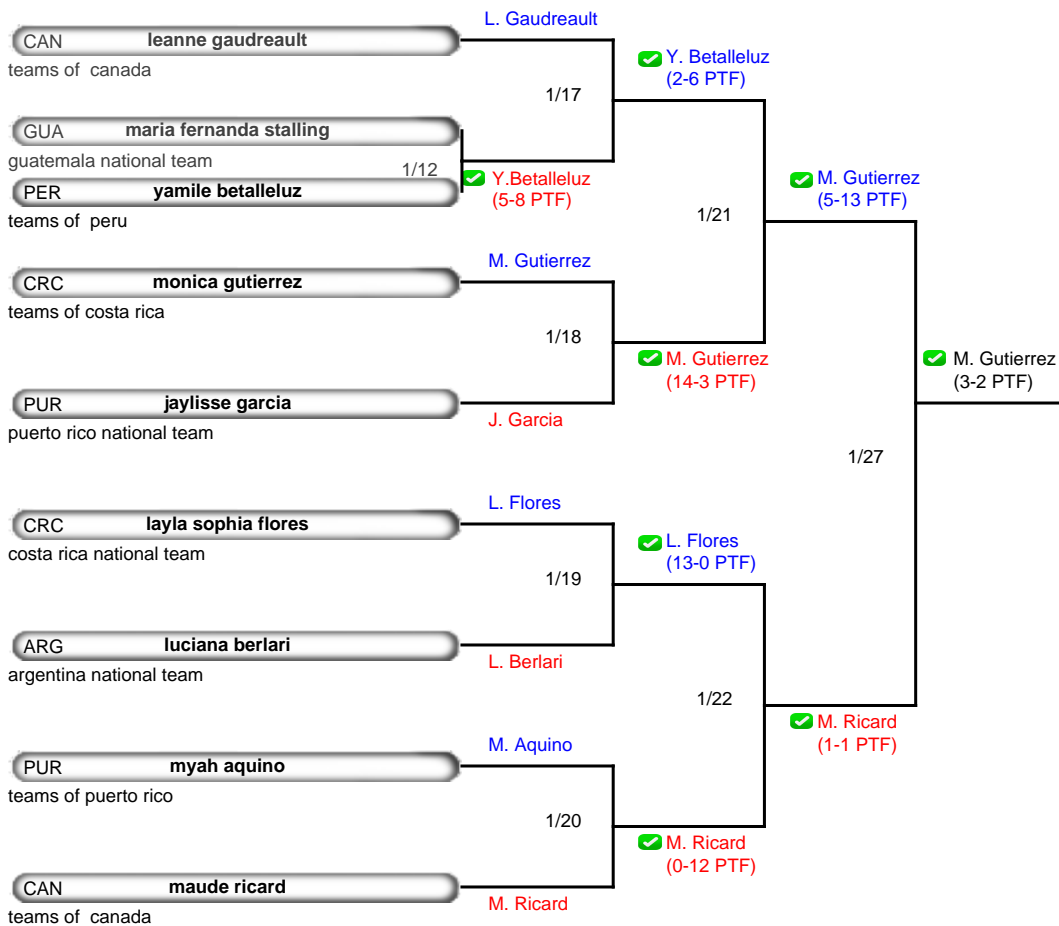 L. Gaudreault
CAN leanne gaudreault
teams of  canada
Y. Betalleluz
(2-6 PTF)
1/17
GUA maria fernanda stalling
guatemala national team
1/12
PER yamile betalleluz
teams of  peru
Y.Betalleluz
(5-8 PTF)
M. Gutierrez
(5-13 PTF)
1/21
M. Gutierrez
CRC monica gutierrez
teams of costa rica
1/18
M. Gutierrez
(14-3 PTF)
M. Gutierrez
(3-2 PTF)
PUR jaylisse garcia
puerto rico national team
J. Garcia
1/27
L. Flores
CRC layla sophia flores
costa rica national team
L. Flores
(13-0 PTF)
1/19
ARG luciana berlari
argentina national team
L. Berlari
1/22
M. Ricard
(1-1 PTF)
M. Aquino
PUR myah aquino
teams of puerto rico
1/20
M. Ricard
(0-12 PTF)
CAN maude ricard
teams of  canada
M. Ricard